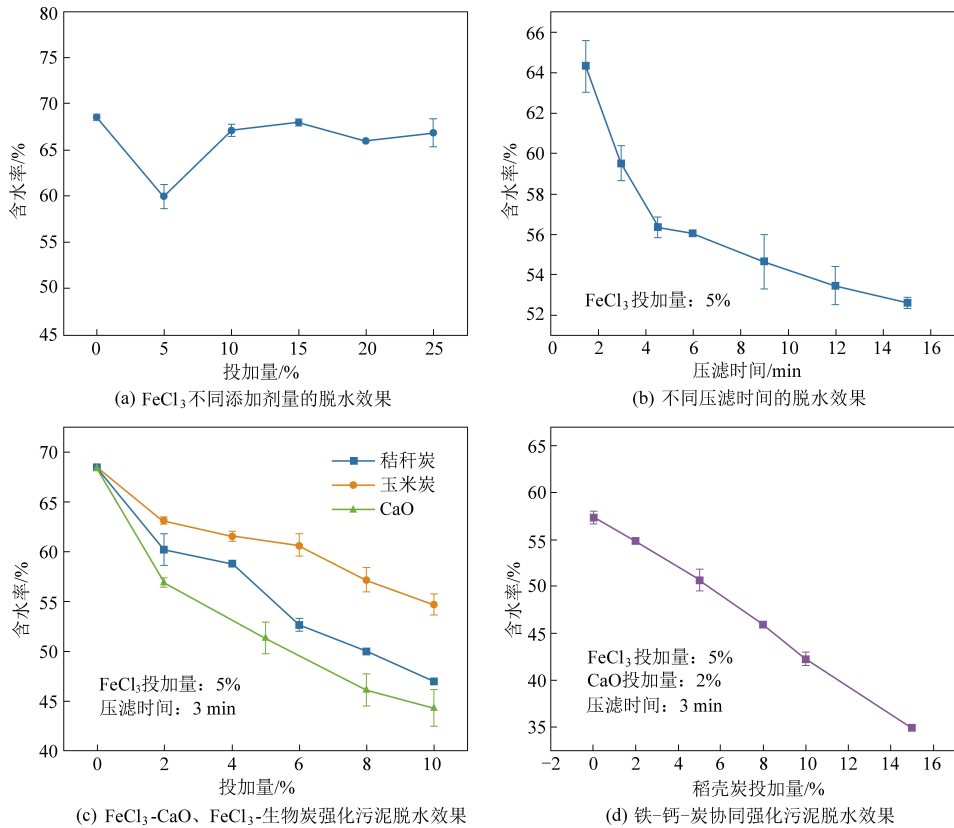 80
75
70
65
60
55
50
45
含水率/%
0 5 10 15 20 25
投加量/%
(a) FeCl3不同添加剂量的脱水效果
66
64
62
60
58
56
54
52
含水率/%
FeCl3投加量：5%
0 2 4 6 8 10 12 14 16
压滤时间/min
(b) 不同压滤时间的脱水效果
70
65
60
55
50
45
40
含水率/%
秸秆炭
玉米炭
CaO
FeCl3投加量：5%
压滤时间：3 min
0 2 4 6 8 10
投加量/%
(c) FeCl3-CaO、FeCl3-生物炭强化污泥脱水效果
65
60
55
50
45
40
35
含水率/%
FeCl3投加量：5%
CaO投加量：2%
压滤时间：3 min
−2 0 2 4 6 8 10 12 14 16
稻壳炭投加量/%
(d) 铁−钙−炭协同强化污泥脱水效果